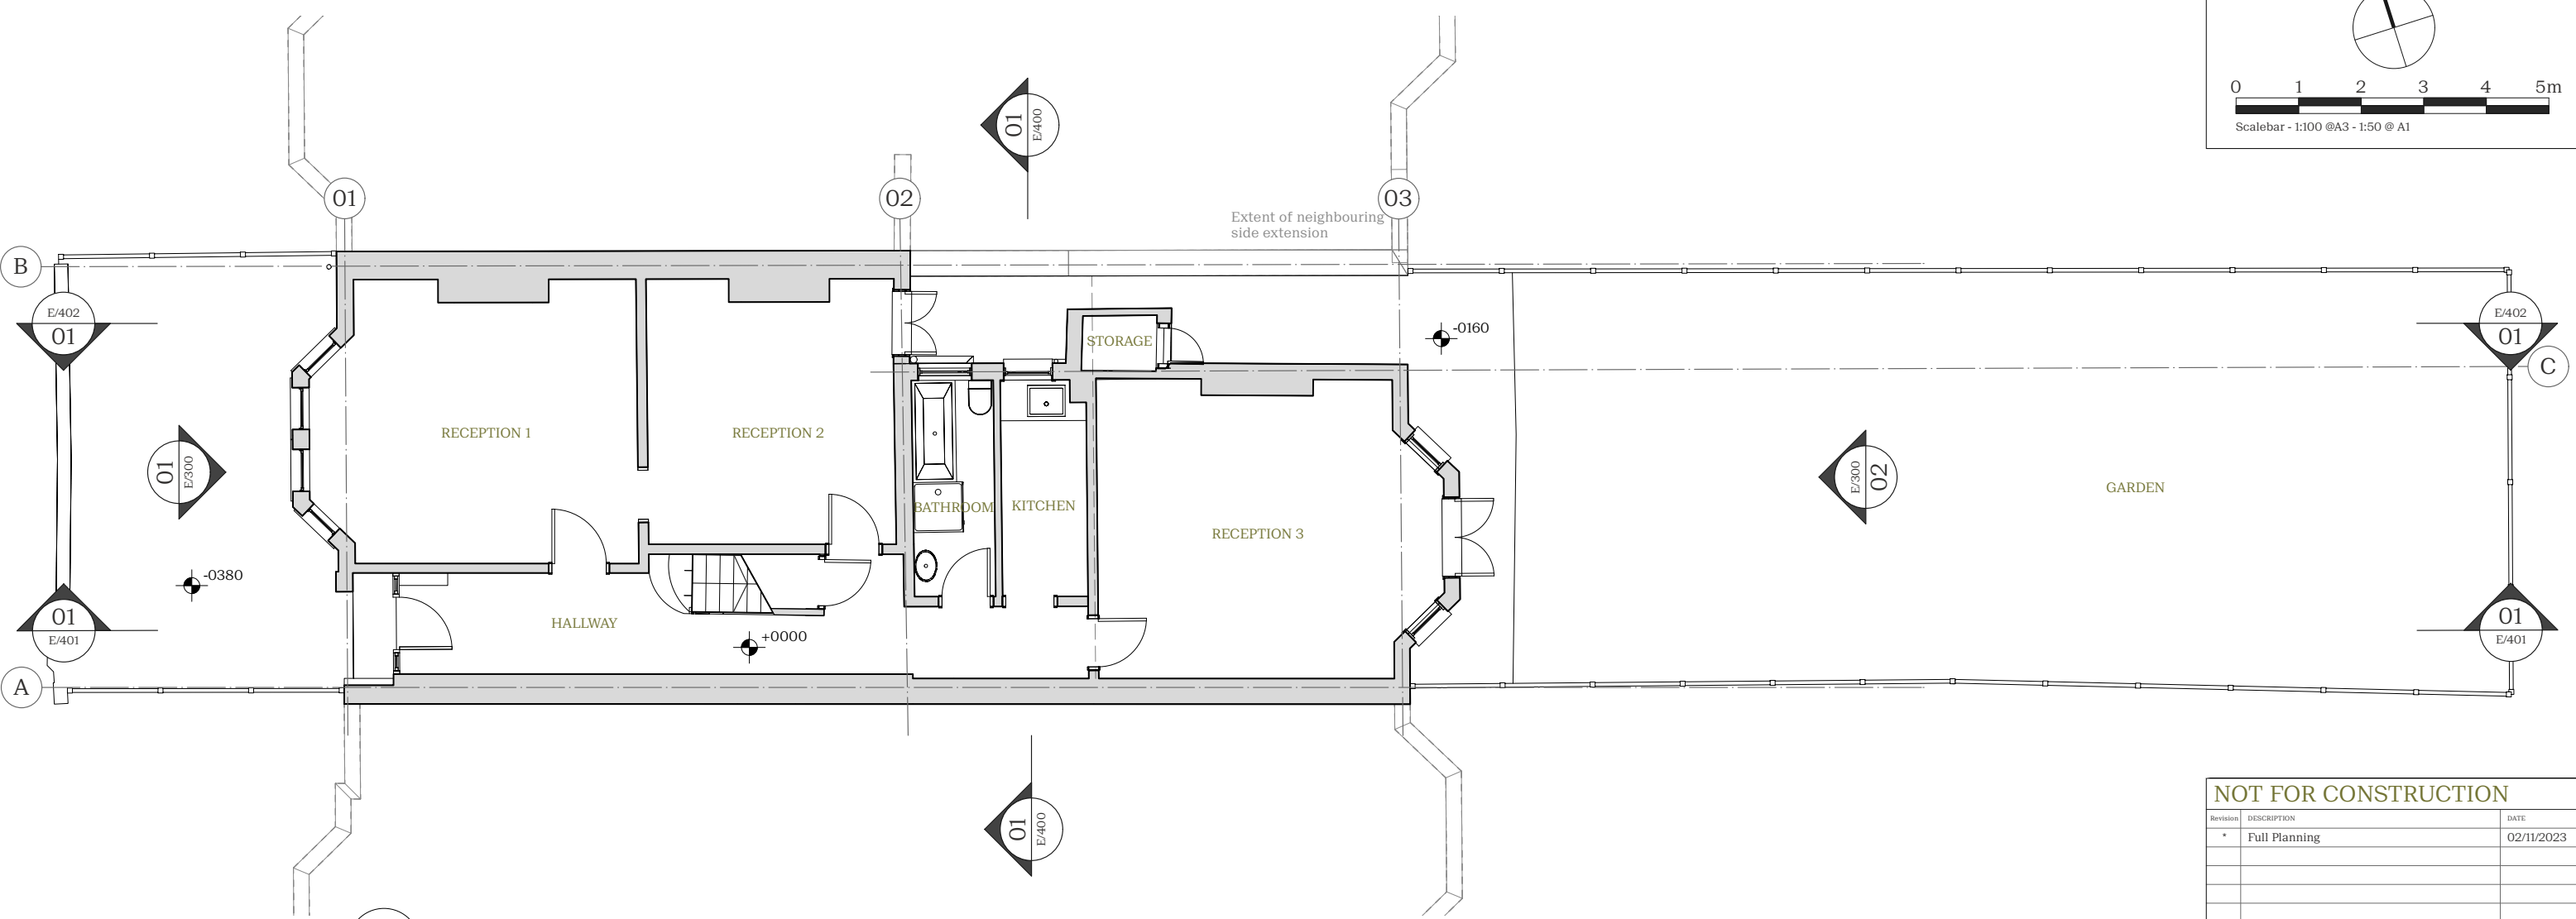 0 1 2 3 4 5m
Scalebar - 1:100 @A3 - 1:50 @ A1
01
E/400
01
02
03
Extent of neighbouring
side extension
B
E/402
01
E/402
01
C
STORAGE
-0160
RECEPTION 1
RECEPTION 2
01
E/300
BATHROOM
KITCHEN
RECEPTION 3
E/300
02
GARDEN
-0380
01
E/401
HALLWAY
+0000
01
E/401
A
01
E/400
NOT FOR CONSTRUCTION
Revision DESCRIPTION DATE
* Full Planning 02/11/2023